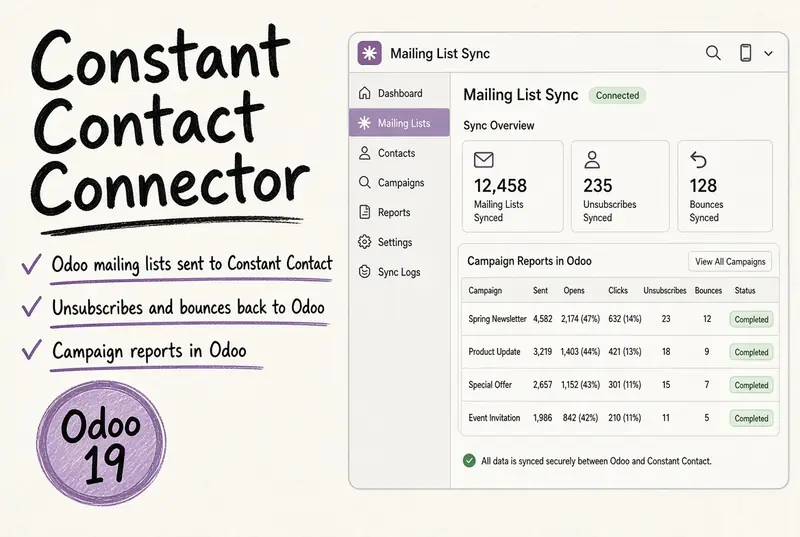 Constant
Contact
Connector
Odoo mailing lists sent to Constant Contact
Unsubscribes and bounces back to Odoo
Campaign reports in Odoo
Odoo
19
Mailing List Sync
Dashboard
Mailing Lists
Contacts
Campaigns
Reports
Settings
Sync Logs
Mailing List Sync Connected
Sync Overview
12,458
Mailing Lists
Synced
235
Unsubscribes
Synced
128
Bounces
Synced
Campaign Reports in Odoo View All Campaigns
Campaign Sent Opens Clicks Unsubscribes Bounces Status
Spring Newsletter 4,582 2,174 (47%) 632 (14%) 23 12 Completed
Product Update 3,219 1,403 (44%) 421 (13%) 18 9 Completed
Special Offer 2,657 1,152 (43%) 301 (11%) 15 7 Completed
Event Invitation 1,986 842 (42%) 210 (11%) 11 5 Completed
All data is synced securely between Odoo and Constant Contact.